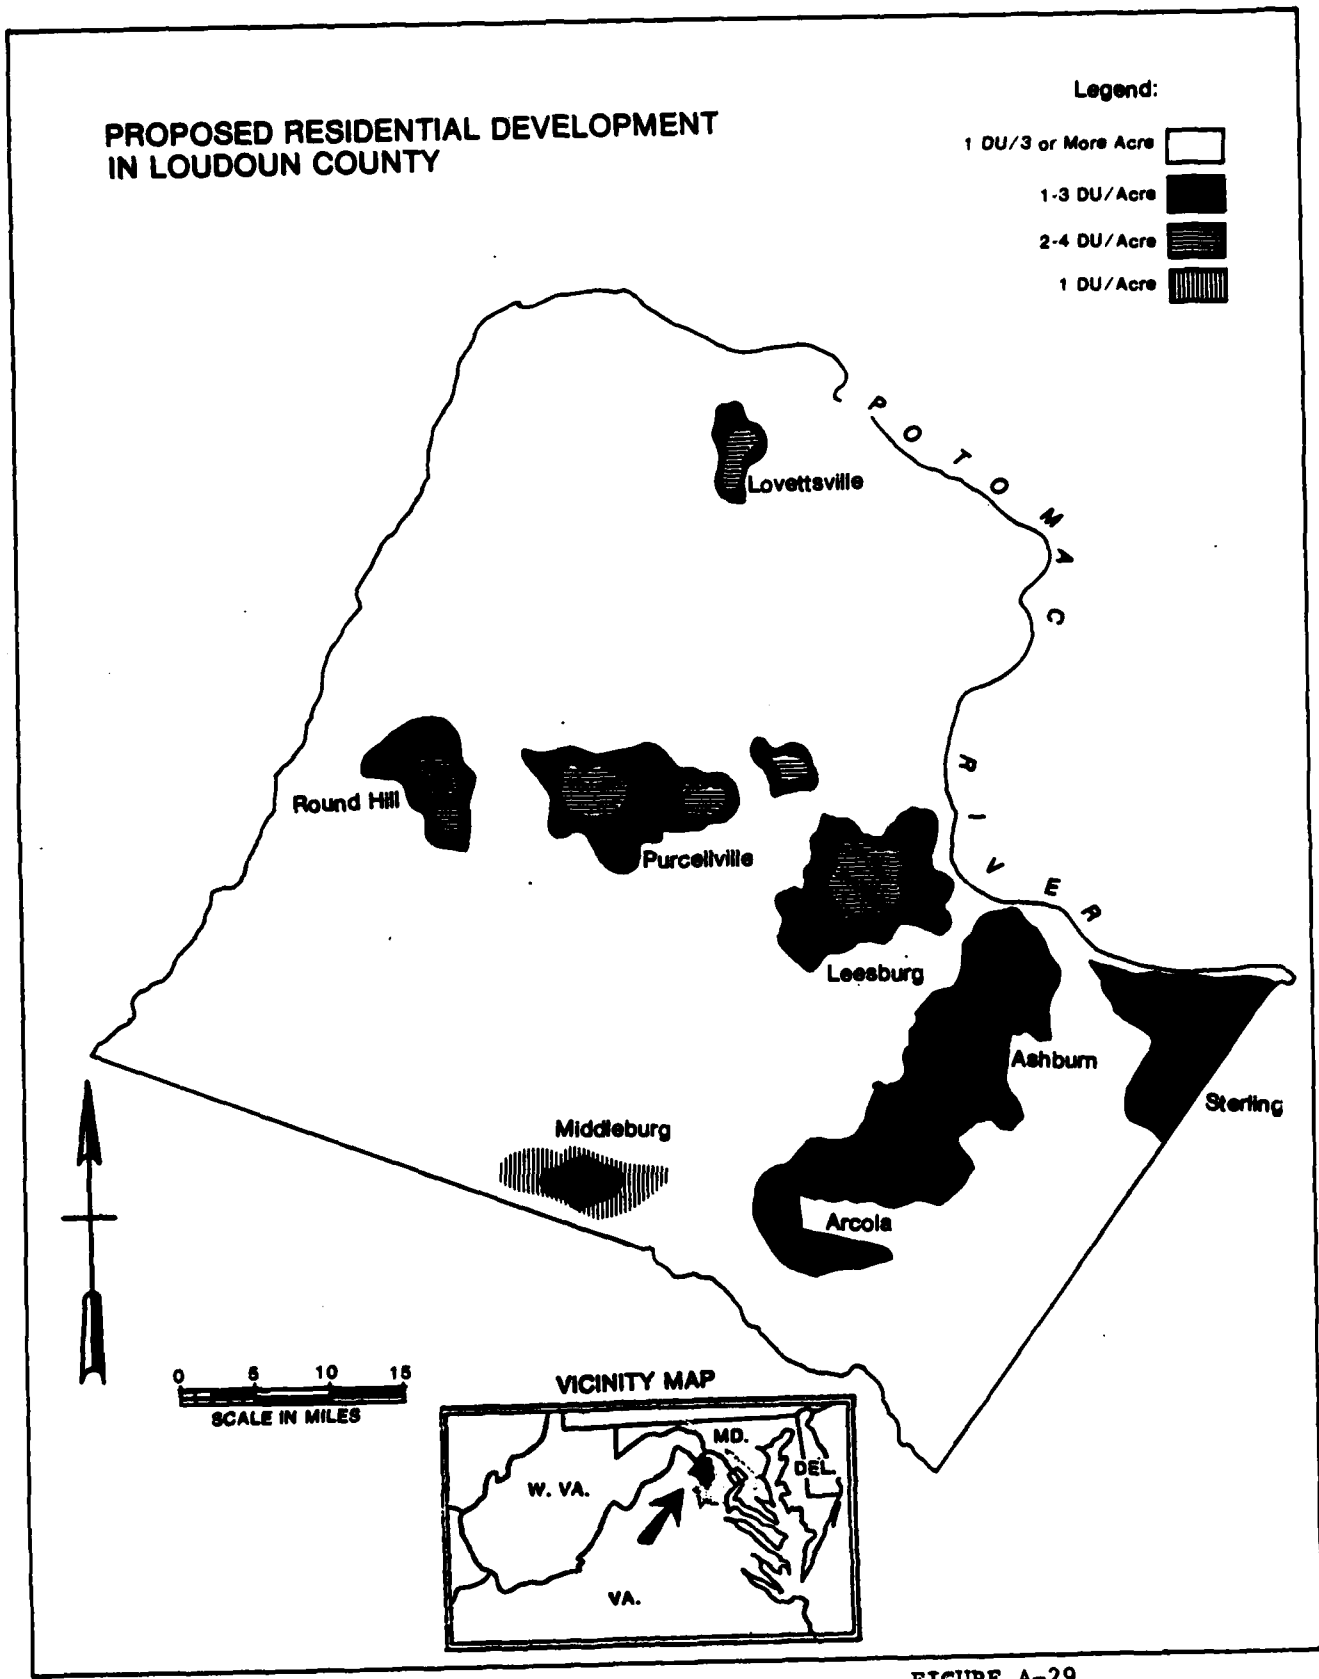 PROPOSED RESIDENTIAL DEVELOPMENT
IN LOUDOUN COUNTY
Legend:
1 DU/3 or More Acre
1-3 DU/Acre
2-4 DU/Acre
1 DU/Acre
POTOMAC RIVER
Lovettsville
Round Hill
Purcellville
Leesburg
Ashburn
Sterling
Middleburg
Arcola
0 5 10 15
SCALE IN MILES
VICINITY MAP
MD.
DEL.
W. VA.
VA.
FIGURE A-29